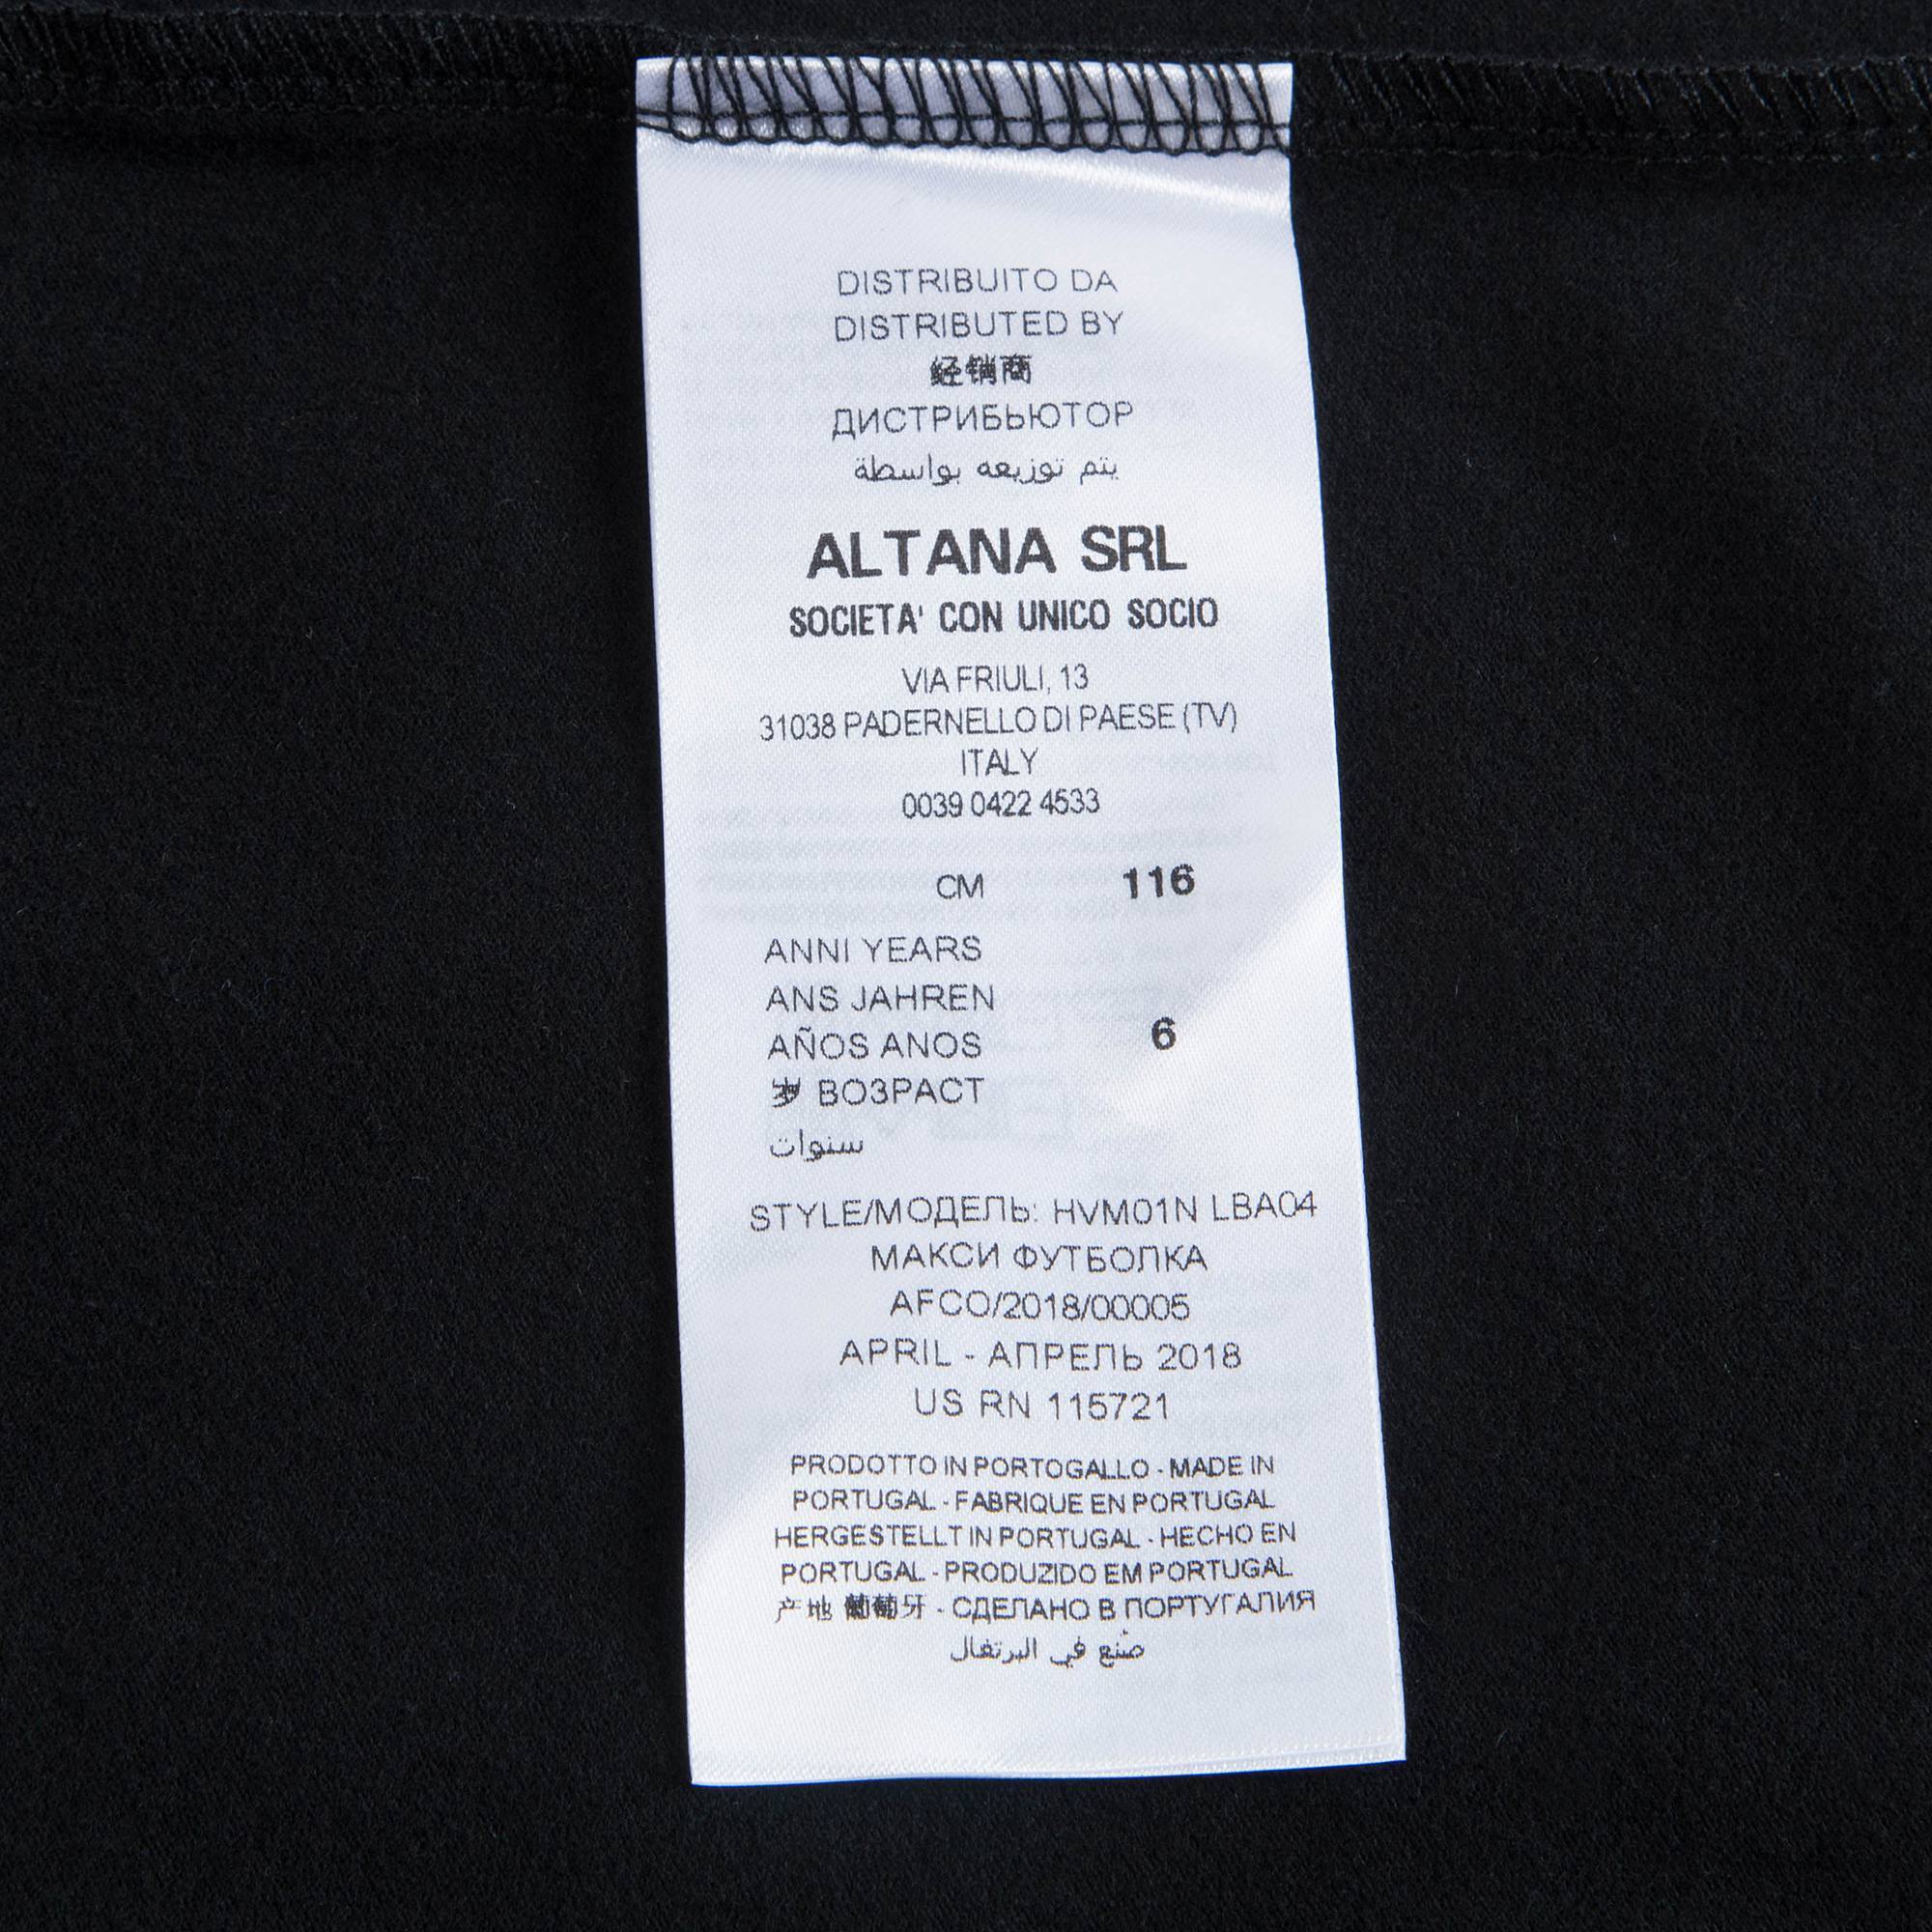 DISTRIBUITO DA
DISTRIBUTED BY
经销商
ДИСТРИБЬЮТОР
يتم توزيعه بواسطة
ALTANA SRL
SOCIETA' CON UNICO SOCIO
VIA FRIULI, 13
31038 PADERNELLO DI PAESE (TV)
ITALY
0039 0422 4533
CM 116
ANNI YEARS
ANS JAHREN
AÑOS ANOS 6
岁 ВОЗРАСТ
سنوات
STYLE/МОДЕЛЬ: HVM01N LBA04
МАКСИ ФУТБОЛКА
AFCO/2018/00005
APRIL - АПРЕЛЬ 2018
US RN 115721
PRODOTTO IN PORTOGALLO - MADE IN
PORTUGAL - FABRIQUE EN PORTUGAL
HERGESTELLT IN PORTUGAL - HECHO EN
PORTUGAL - PRODUZIDO EM PORTUGAL
产地 葡萄牙 - СДЕЛАНО В ПОРТУГАЛИЯ
صُنع في البرتغال